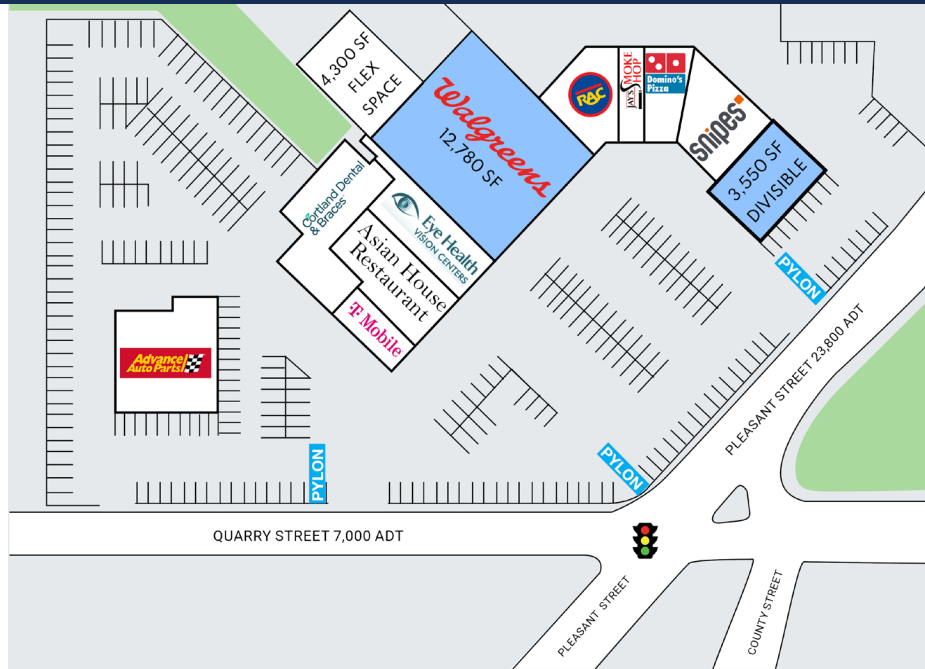 4,300 SF
FLEX
SPACE
Walgreens
12,780 SF
RAC
JAYS SMOKE
SHOP
Domino's
Pizza
snipes
3,550 SF
DIVISIBLE
Cortland Dental
& Braces
Eye Health
VISION CENTERS
Asian House
Restaurant
T Mobile
Advance
Auto Parts
PYLON
PYLON
PYLON
PLEASANT STREET 23,800 ADT
QUARRY STREET 7,000 ADT
PLEASANT STREET
COUNTY STREET